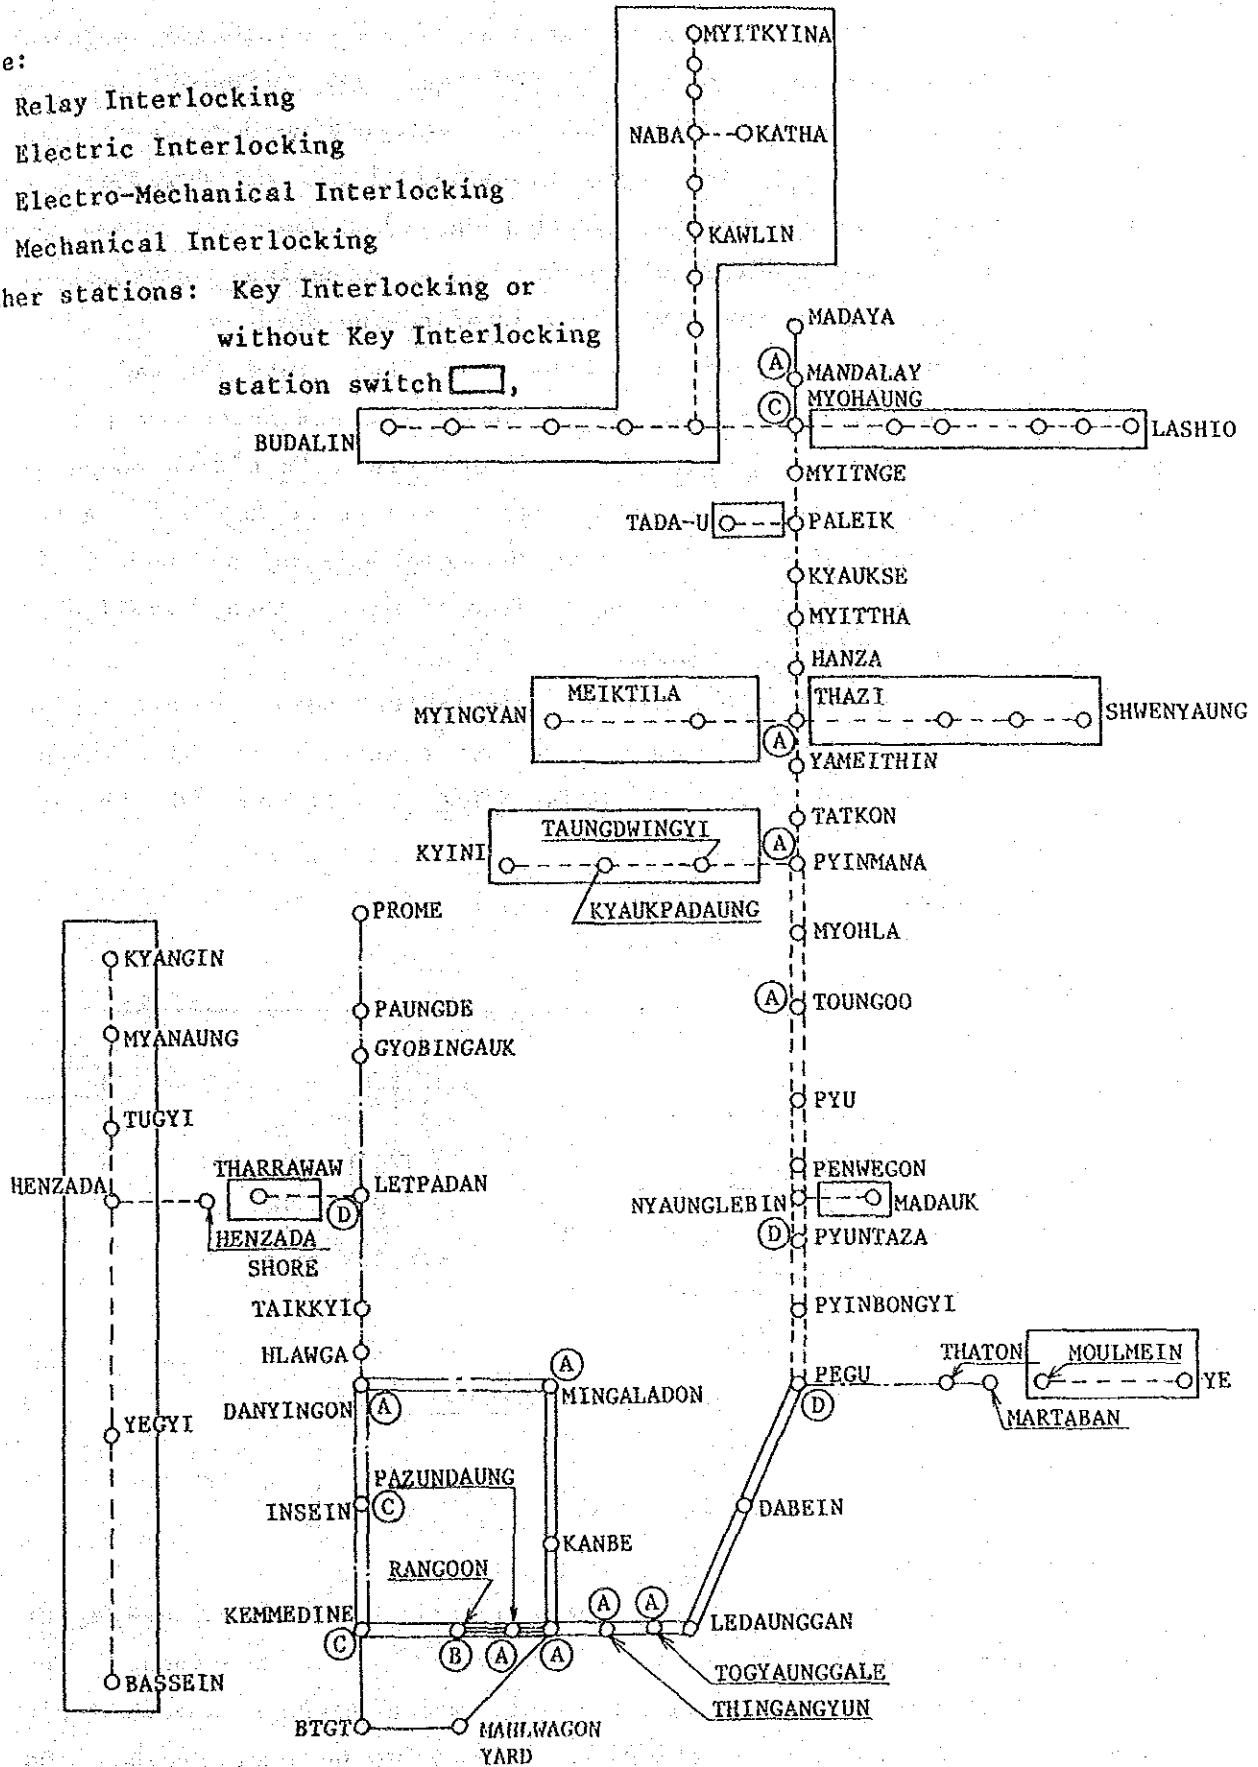 e:
Relay Interlocking
Electric Interlocking
Electro-Mechanical Interlocking
Mechanical Interlocking
her stations: Key Interlocking or
without Key Interlocking
station switch ,
MYITKYINA
NABA
KATHA
KAWLIN
MADAYA
A
MANDALAY
C
MYOHAUNG
BUDALIN
LASHIO
MYITNGE
TADA-U
PALEIK
KYAUKSE
MYITTHA
HANZA
MEIKTILA
THAZI
MYINGYAN
SHWENYAUNG
A
YAMEITHIN
TATKON
TAUNGDWINGYI
A
KYINI
PYINMANA
KYAUKPADAUNG
PROME
MYOHLA
KYANGIN
A
TOUNGOO
PAUNGDE
MYANAUNG
GYOBINGAUK
PYU
TUGYI
THARRAWAW
PENWEGON
HENZADA
LETPADAN
NYAUNGLEBIN
MADAUK
D
HENZADA
SHORE
D
PYUNTAZA
TAIKKYI
PYINBONGYI
HLAWGA
A
THATON
MOULMEIN
PEGU
YE
DANYINGON
A
MINGALADON
D
MARTABAN
YEGYI
PAZUNDAUNG
INSEIN
C
DABEIN
KANBE
RANGOON
KEMMEDINE
A
A
LEDAUNGGAN
C
B
A
A
TOGYAUNGGALE
BASSEIN
THINGANGYUN
BTGT
MAHLWAGON
YARD